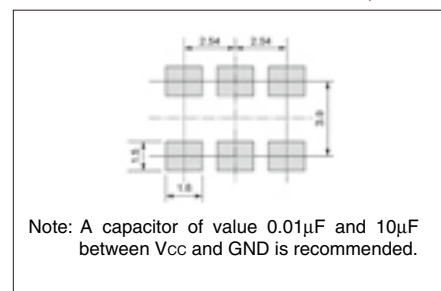 2.54 2.54
3.9
1.5
1.8
Note: A capacitor of value 0.01µF and 10µF
between Vcc and GND is recommended.